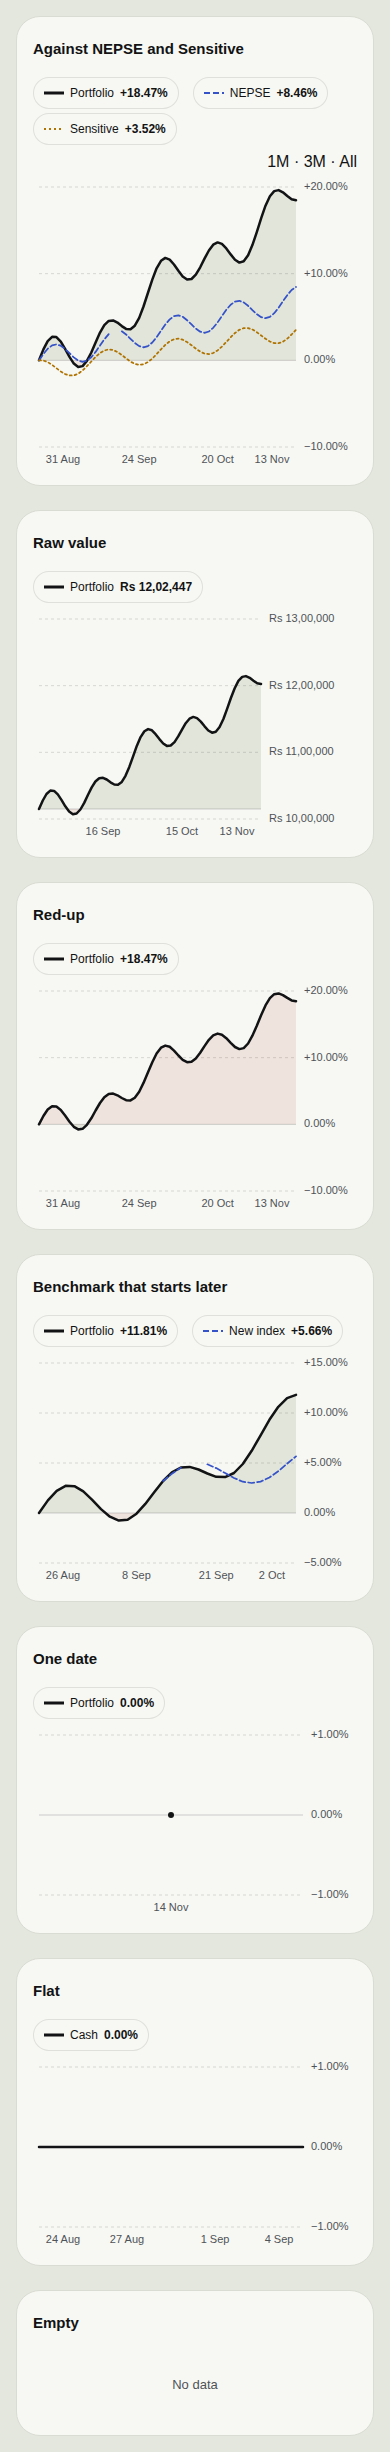 Against NEPSE and Sensitive
Portfolio +18.47% NEPSE +8.46%
Sensitive +3.52%
1M · 3M · All
+20.00%
+10.00%
0.00%
−10.00%
31 Aug 24 Sep 20 Oct 13 Nov
Raw value
Portfolio Rs 12,02,447
Rs 13,00,000
Rs 12,00,000
Rs 11,00,000
Rs 10,00,000
16 Sep 15 Oct 13 Nov
Red-up
Portfolio +18.47%
+20.00%
+10.00%
0.00%
−10.00%
31 Aug 24 Sep 20 Oct 13 Nov
Benchmark that starts later
Portfolio +11.81% New index +5.66%
+15.00%
+10.00%
+5.00%
0.00%
−5.00%
26 Aug 8 Sep 21 Sep 2 Oct
One date
Portfolio 0.00%
+1.00%
0.00%
−1.00%
14 Nov
Flat
Cash 0.00%
+1.00%
0.00%
−1.00%
24 Aug 27 Aug 1 Sep 4 Sep
Empty
No data